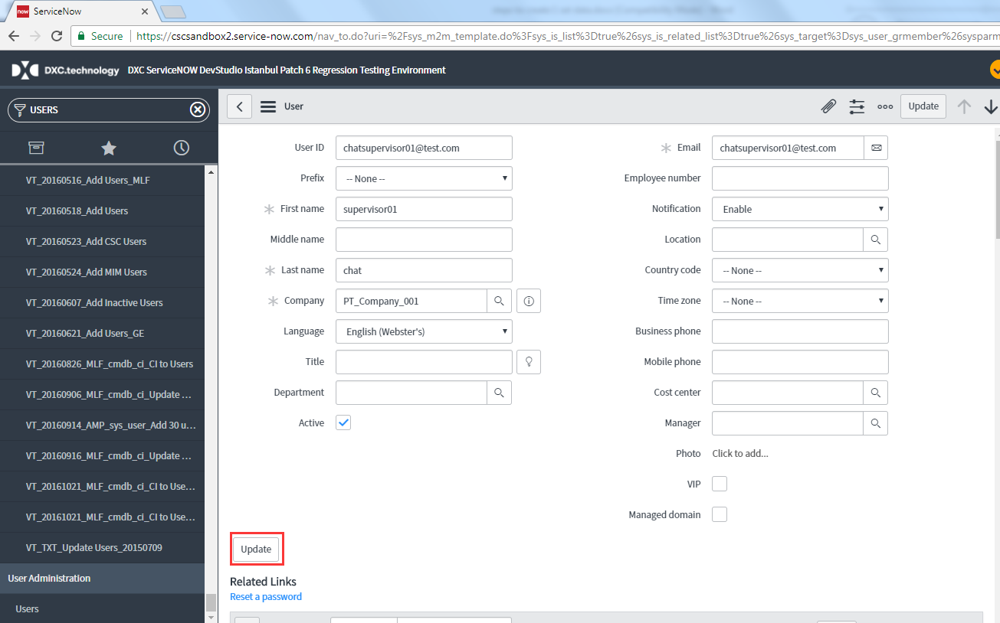 ServiceNow
Secure
https://cscsandbox2.service-now.com/nav_to.do?uri=%2Fsys_m2m_template.do%3Fsys_is_list%3Dtrue%26sys_is_related_list%3Dtrue%26sys_target%3Dsys_user_grmember%26sysparm
now
DXC.technology
DXC ServiceNOW DevStudio Istanbul Patch 6 Regression Testing Environment
USERS
VT_20160516_Add Users_MLF
VT_20160518_Add Users
VT_20160523_Add CSC Users
VT_20160524_Add MIM Users
VT_20160607_Add Inactive Users
VT_20160621_Add Users_GE
VT_20160826_MLF_cmdb_ci_CI to Users
VT_20160906_MLF_cmdb_ci_Update ...
VT_20160914_AMP_sys_user_Add 30 u...
VT_20160916_MLF_cmdb_ci_Update ...
VT_20161021_MLF_cmdb_ci_CI to Use...
VT_20161021_MLF_cmdb_ci_CI to Use...
VT_TXT_Update Users_20150709
User Administration
Users
User
Update
User ID chatsupervisor01@test.com
Prefix -- None --
First name supervisor01
Middle name
Last name chat
Company PT_Company_001
Language English (Webster's)
Title
Department
Active
Email chatsupervisor01@test.com
Employee number
Notification Enable
Location
Country code -- None --
Time zone -- None --
Business phone
Mobile phone
Cost center
Manager
Photo Click to add...
VIP
Managed domain
Update
Related Links
Reset a password